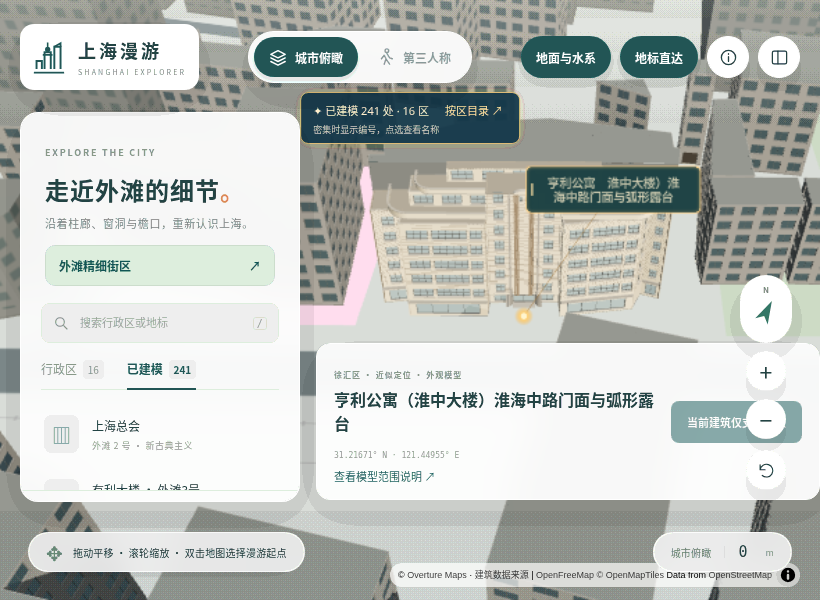 上海漫游
SHANGHAI EXPLORER
城市俯瞰
第三人称
地面与水系
地标直达
✦ 已建模 241 处 · 16 区 按区目录 ↗
密集时显示编号，点选查看名称
EXPLORE THE CITY
走近外滩的细节。
沿着柱廊、窗洞与檐口，重新认识上海。
外滩精细街区 ↗
搜索行政区或地标 /
行政区 16
已建模 241
上海总会
外滩 2 号 · 新古典主义
有利大楼 · 外滩3号
亨利公寓（淮中大楼）淮
海中路门面与弧形露台
N
徐汇区 · 近似定位 · 外观模型
亨利公寓（淮中大楼）淮海中路门面与弧形露
台
31.21671° N · 121.44955° E
查看模型范围说明 ↗
当前建筑仅
拖动平移 · 滚轮缩放 · 双击地图选择漫游起点
城市俯瞰 0 m
© Overture Maps · 建筑数据来源 | OpenFreeMap © OpenMapTiles Data from OpenStreetMap